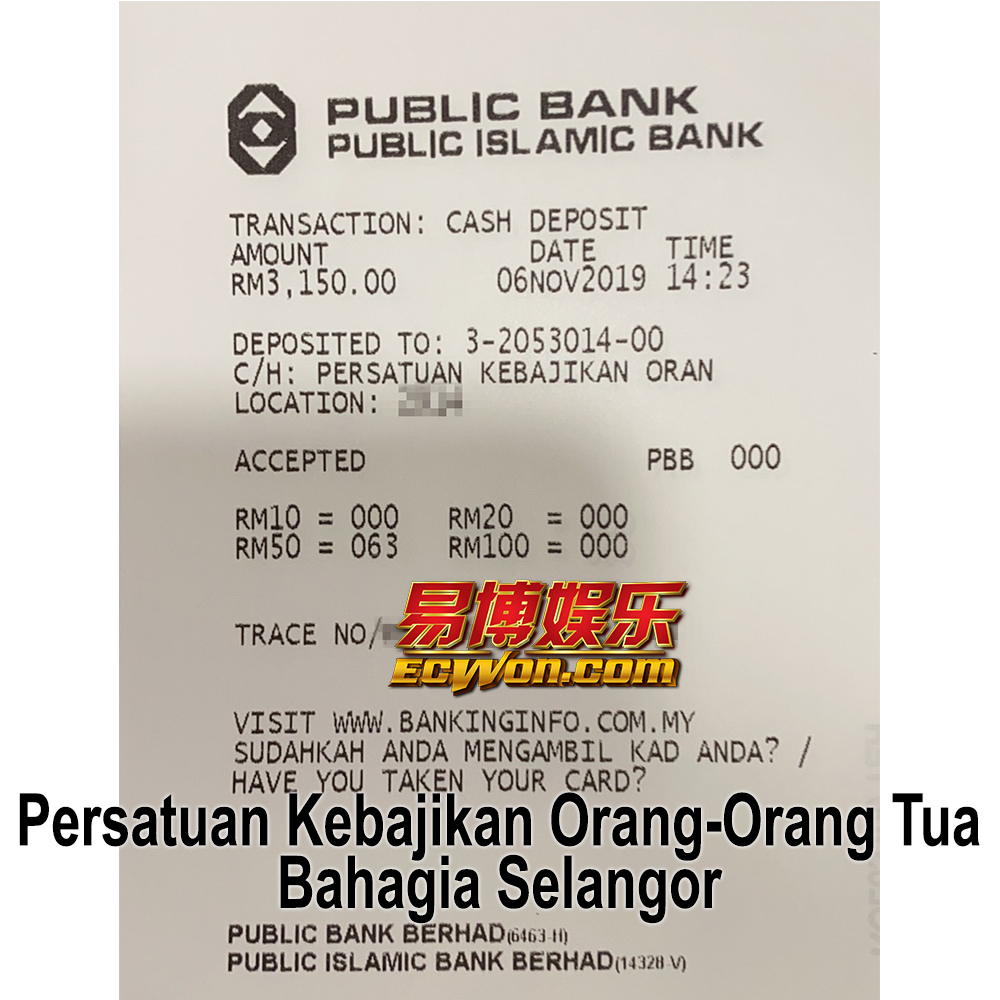 PUBLIC BANK
PUBLIC ISLAMIC BANK
TRANSACTION: CASH DEPOSIT
AMOUNT DATE TIME
RM3,150.00 06NOV2019 14:23
DEPOSITED TO: 3-2053014-00
C/H: PERSATUAN KEBAJIKAN ORAN
LOCATION:
ACCEPTED PBB 000
RM10 = 000 RM20 = 000
RM50 = 063 RM100 = 000
易博娱乐
TRACE NO/
ECWON.COM
VISIT WWW.BANKINGINFO.COM.MY
SUDAHKAH ANDA MENGAMBIL KAD ANDA? /
HAVE YOU TAKEN YOUR CARD?
Persatuan Kebajikan Orang-Orang Tua
Bahagia Selangor
PUBLIC BANK BERHAD(6463-H)
PUBLIC ISLAMIC BANK BERHAD(14328-V)